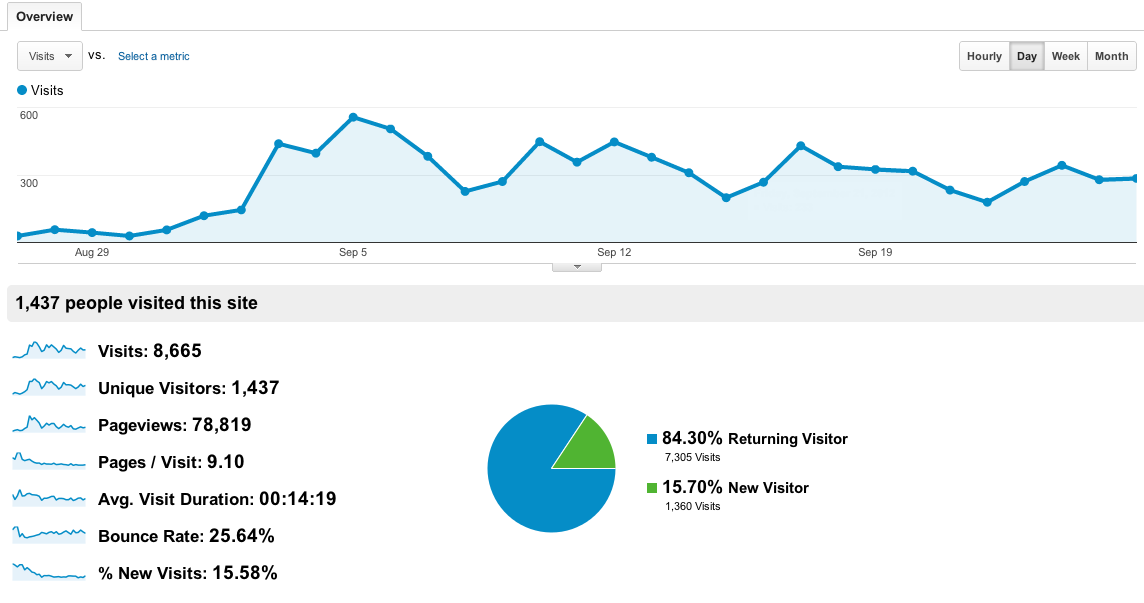 Overview
Visits vs. Select a metric Hourly Day Week Month
Visits
600
300
Aug 29 Sep 5 Sep 12 Sep 19
1,437 people visited this site
Visits: 8,665
Unique Visitors: 1,437
Pageviews: 78,819
Pages / Visit: 9.10
Avg. Visit Duration: 00:14:19
Bounce Rate: 25.64%
% New Visits: 15.58%
84.30% Returning Visitor
7,305 Visits
15.70% New Visitor
1,360 Visits